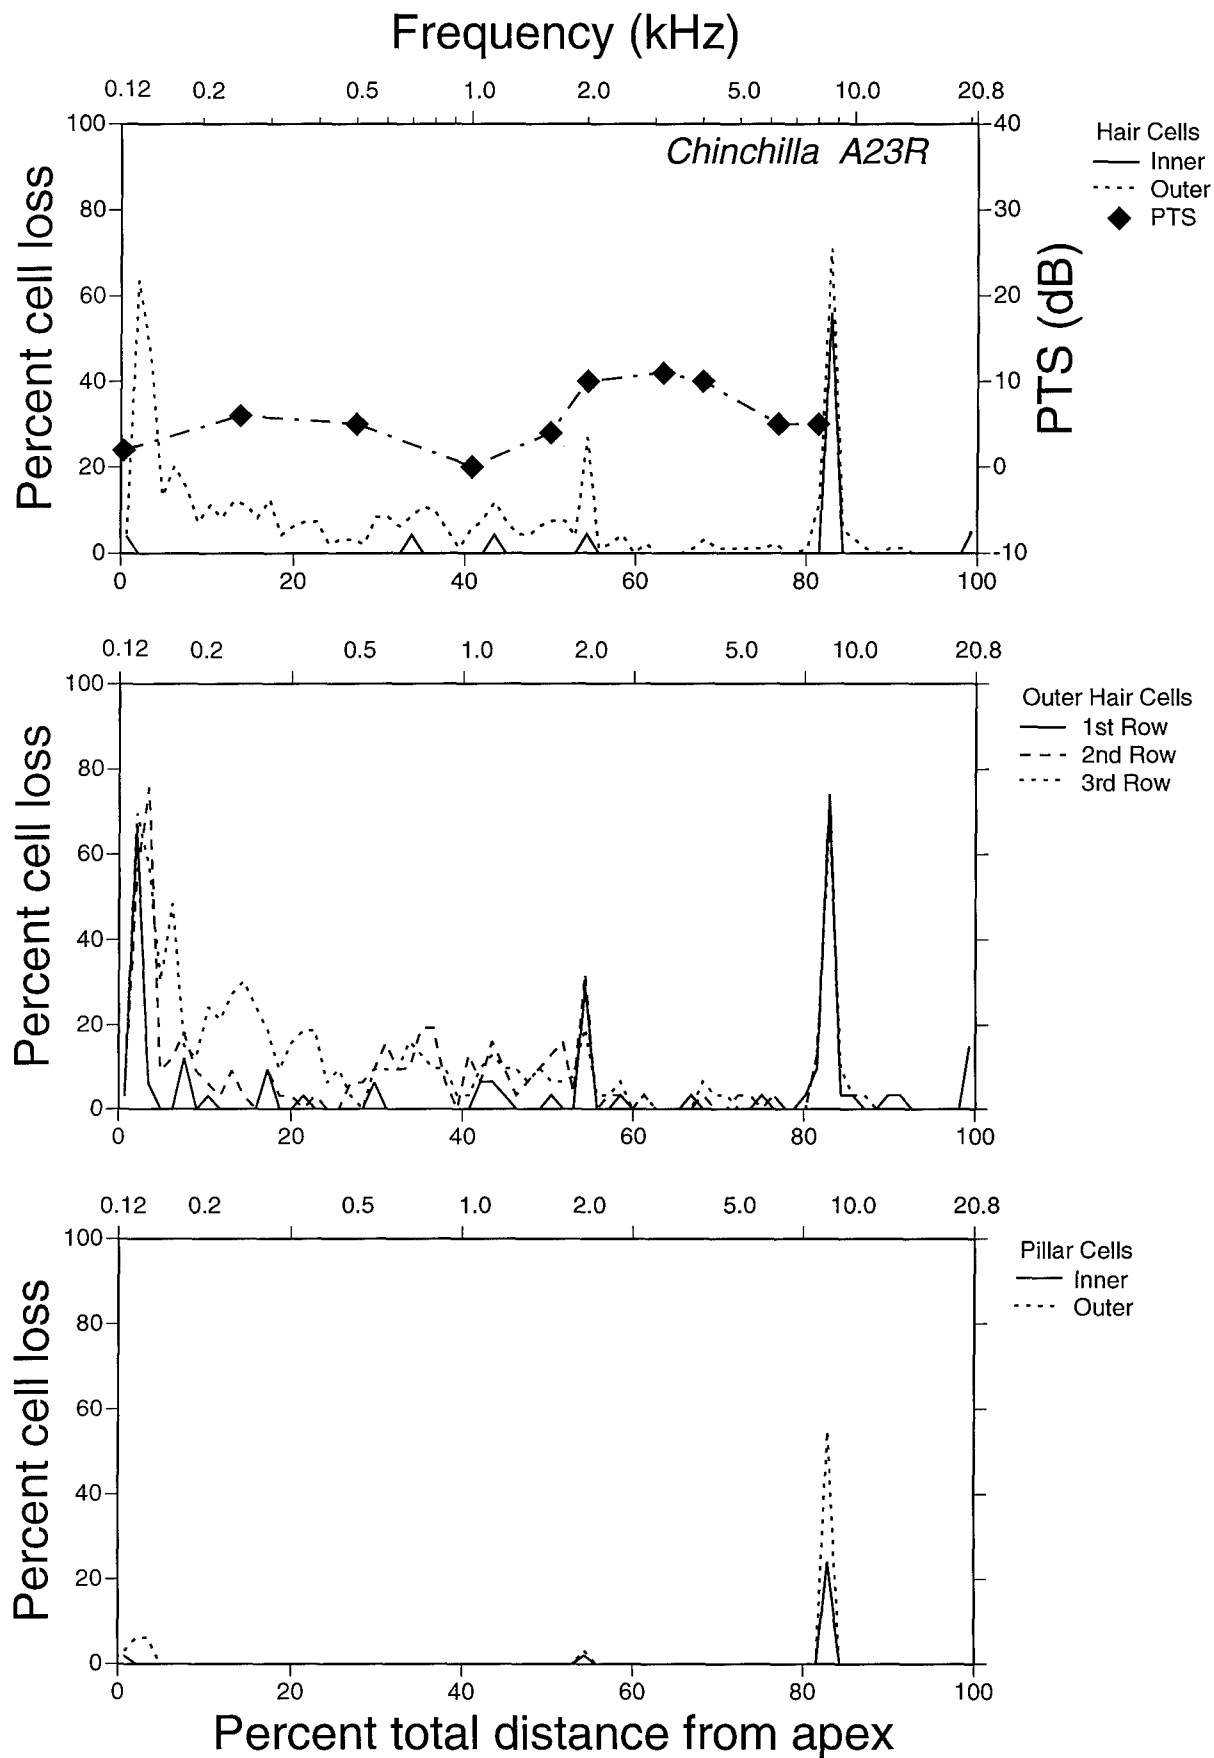 Frequency (kHz)
0.12 0.2 0.5 1.0 2.0 5.0 10.0 20.8
Chinchilla A23R
Percent cell loss
100
80
60
40
20
0
40
30
20
10
0
-10
PTS (dB)
Hair Cells
Inner
Outer
PTS
0 20 40 60 80 100
0.12 0.2 0.5 1.0 2.0 5.0 10.0 20.8
Percent cell loss
100
80
60
40
20
0
Outer Hair Cells
1st Row
2nd Row
3rd Row
0 20 40 60 80 100
0.12 0.2 0.5 1.0 2.0 5.0 10.0 20.8
Percent cell loss
100
80
60
40
20
0
Pillar Cells
Inner
Outer
0 20 40 60 80 100
Percent total distance from apex